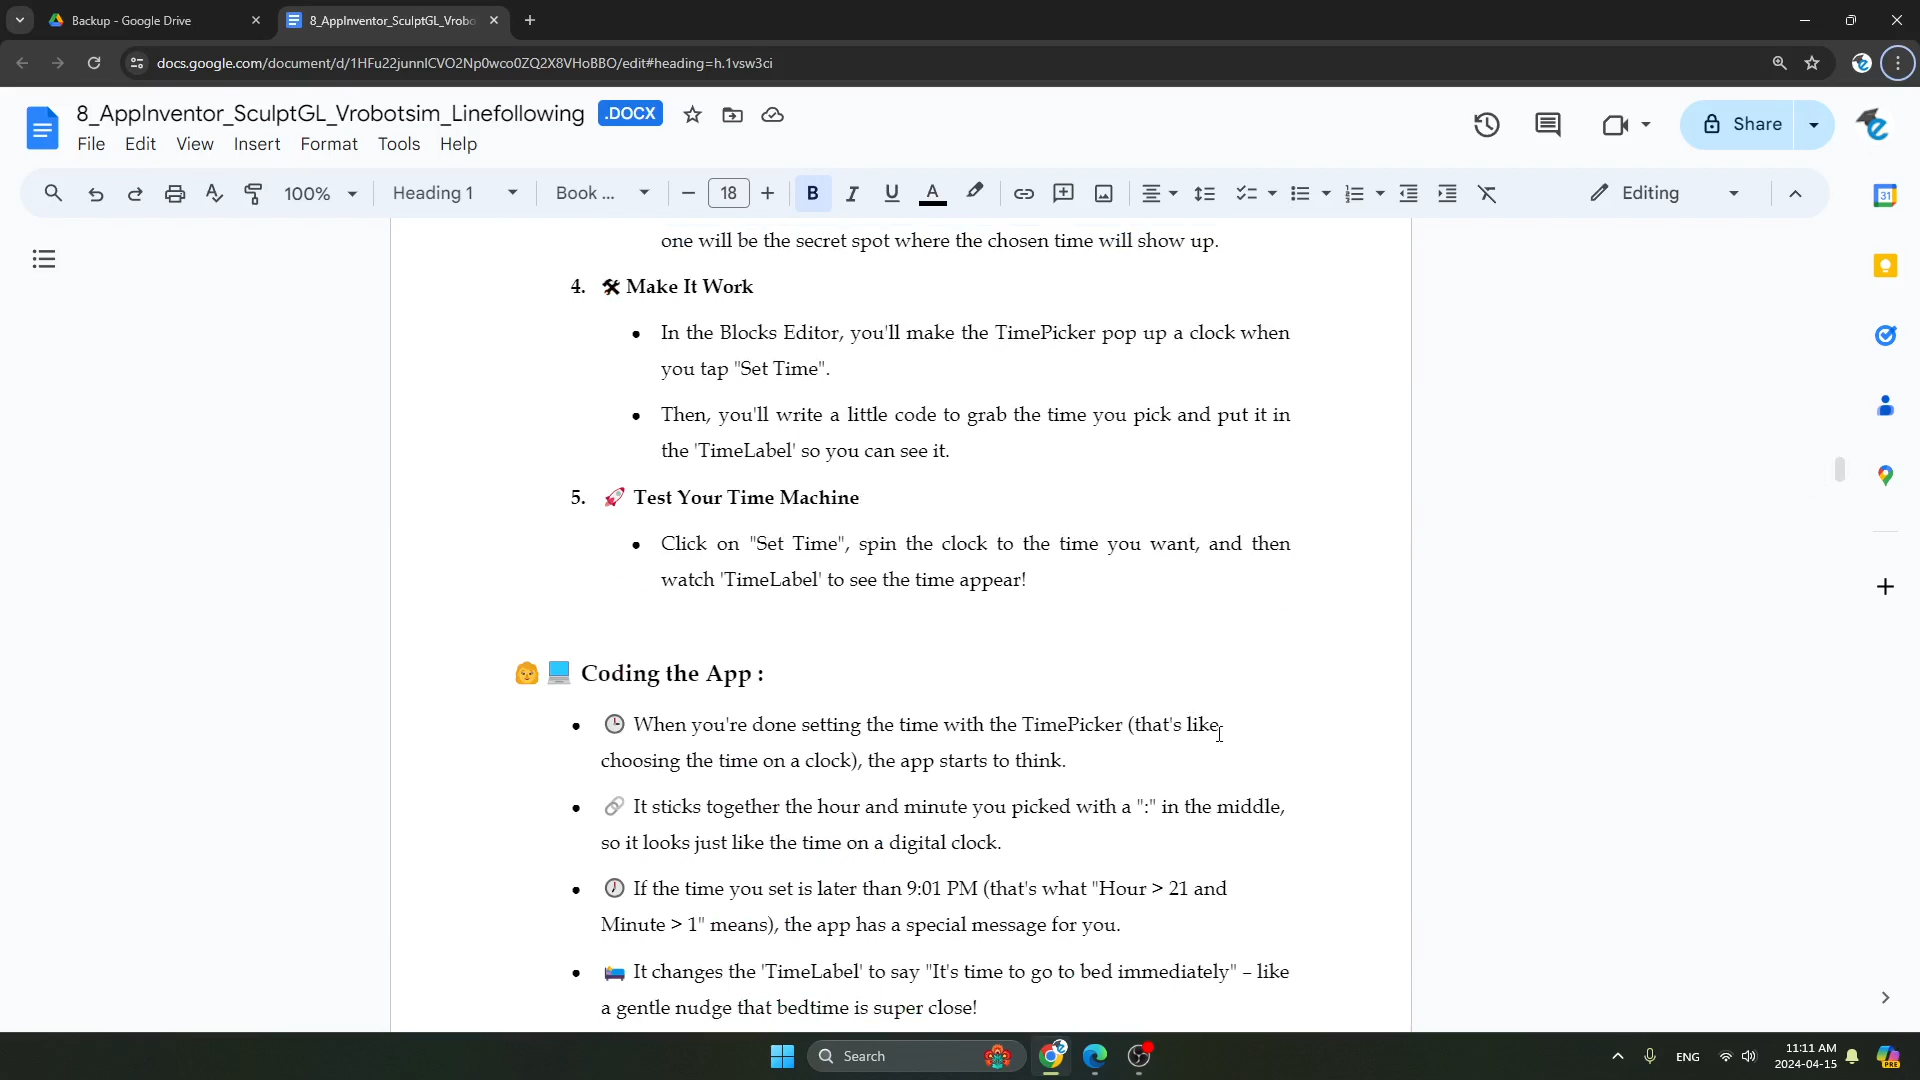 Backup - Google Drive
8_AppInventor_SculptGL_Vrobo
docs.google.com/document/d/1HFu22junnlCVO2Np0wco0ZQ2X8VHoBBO/edit#heading=h.1vsw3ci
8_AppInventor_SculptGL_Vrobotsim_Linefollowing .DOCX
Share
File Edit View Insert Format Tools Help
100% Heading 1 Book ... 18 B I U A Editing
31
one will be the secret spot where the chosen time will show up.
4. 🛠 Make It Work
• In the Blocks Editor, you'll make the TimePicker pop up a clock when
you tap "Set Time".
• Then, you'll write a little code to grab the time you pick and put it in
the 'TimeLabel' so you can see it.
5. 🚀 Test Your Time Machine
• Click on "Set Time", spin the clock to the time you want, and then
watch 'TimeLabel' to see the time appear!
Coding the App :
• 🕒 When you're done setting the time with the TimePicker (that's like
choosing the time on a clock), the app starts to think.
• 🔗 It sticks together the hour and minute you picked with a ":" in the middle,
so it looks just like the time on a digital clock.
• 🕖 If the time you set is later than 9:01 PM (that's what "Hour > 21 and
Minute > 1" means), the app has a special message for you.
• 🛌 It changes the 'TimeLabel' to say "It's time to go to bed immediately" – like
a gentle nudge that bedtime is super close!
Search
ENG
11:11 AM
2024-04-15
PRE